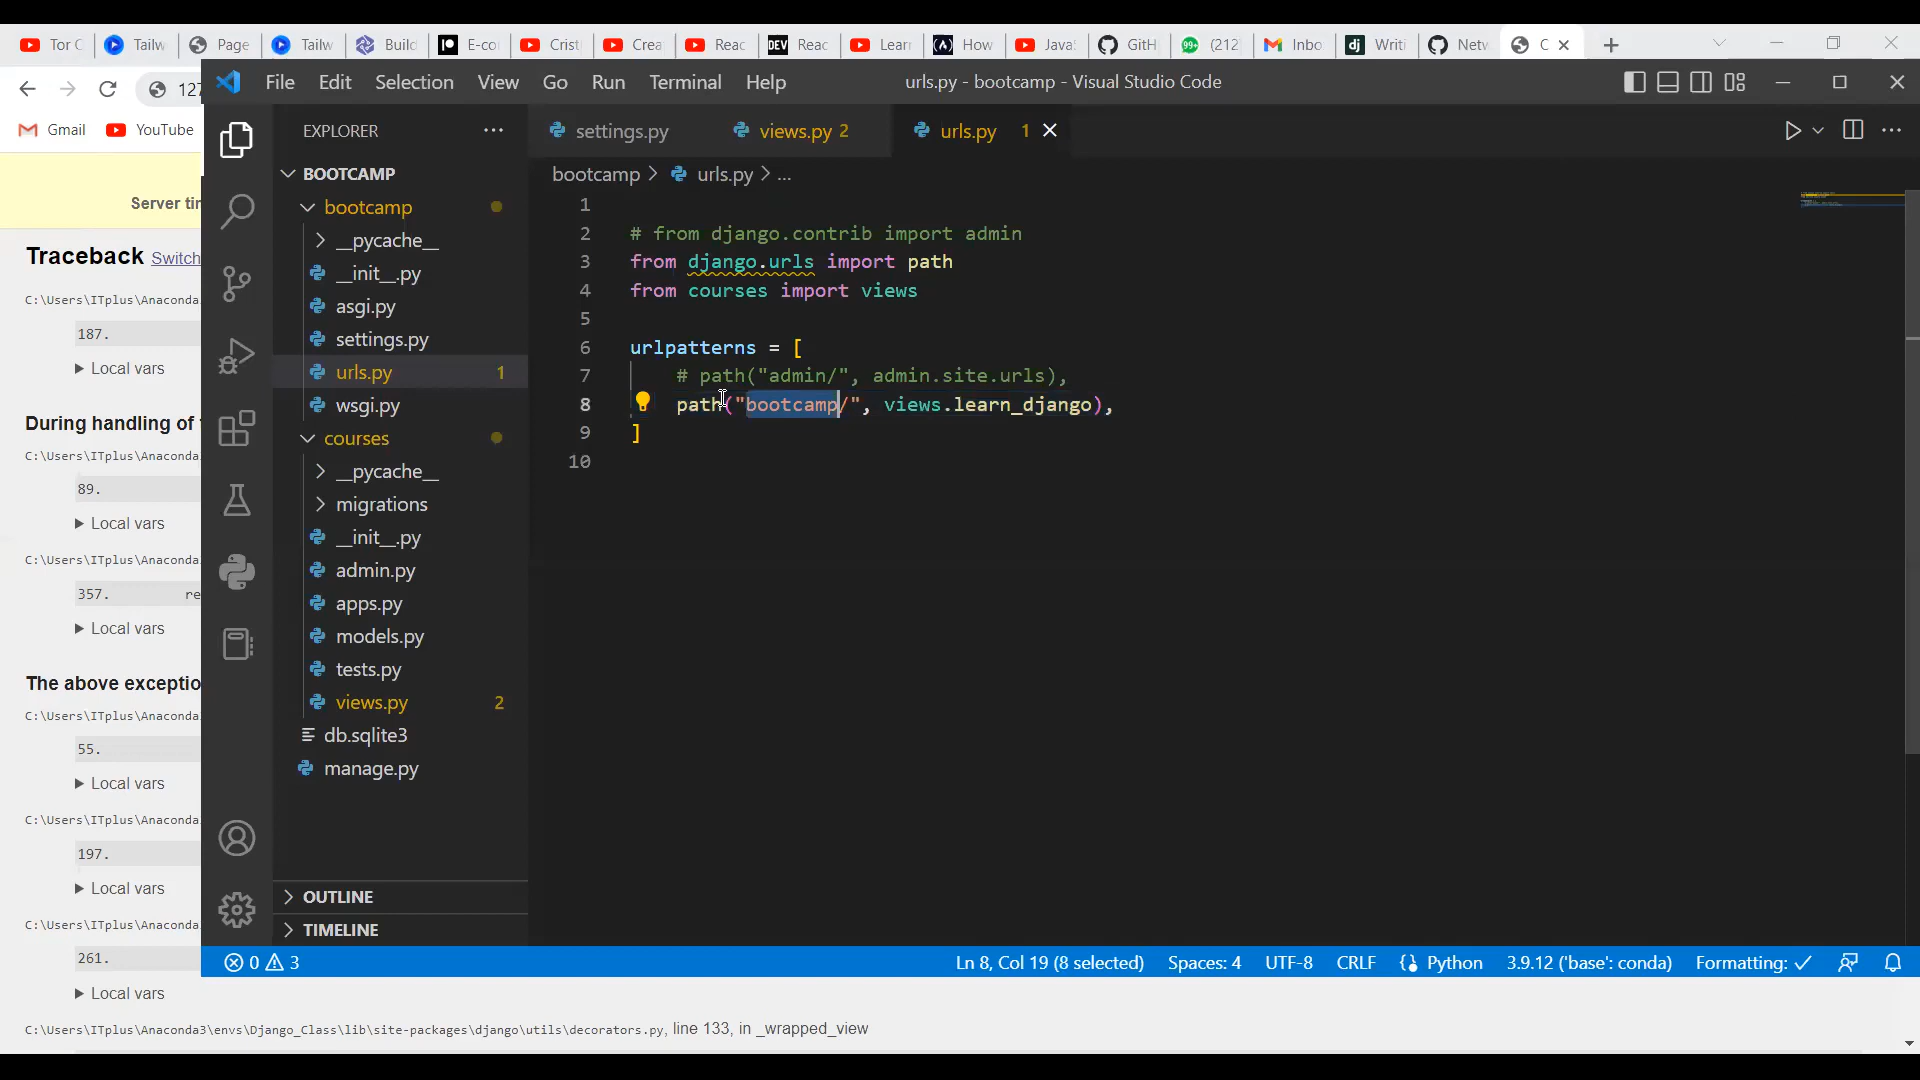 Tor C
Tailw
Page
Tailw
Build
E-co
Crist
Crea
Reac
DEV Reac
Learn
How
JavaS
GitH
99+ (212
Inbo
dj Writi
Netw
C
127
Gmail
YouTube
File Edit Selection View Go Run Terminal Help
urls.py - bootcamp - Visual Studio Code
EXPLORER
BOOTCAMP
bootcamp
__pycache__
__init__.py
asgi.py
settings.py
urls.py 1
wsgi.py
courses
__pycache__
migrations
__init__.py
admin.py
apps.py
models.py
tests.py
views.py 2
db.sqlite3
manage.py
OUTLINE
TIMELINE
settings.py
views.py 2
urls.py 1
bootcamp > urls.py > ...
1
2 # from django.contrib import admin
3 from django.urls import path
4 from courses import views
5
6 urlpatterns = [
7 # path("admin/", admin.site.urls),
8 path("bootcamp/", views.learn_django),
9 ]
10
Server tim
Traceback Switch
C:\Users\ITplus\Anaconda
187.
Local vars
During handling of
C:\Users\ITplus\Anaconda
89.
Local vars
C:\Users\ITplus\Anaconda
357. re
Local vars
The above exceptio
C:\Users\ITplus\Anaconda
55.
Local vars
C:\Users\ITplus\Anaconda
197.
Local vars
C:\Users\ITplus\Anaconda
261.
Local vars
0 3
Ln 8, Col 19 (8 selected) Spaces: 4 UTF-8 CRLF Python 3.9.12 ('base': conda) Formatting: ✓
C:\Users\ITplus\Anaconda3\envs\Django_Class\lib\site-packages\django\utils\decorators.py, line 133, in _wrapped_view